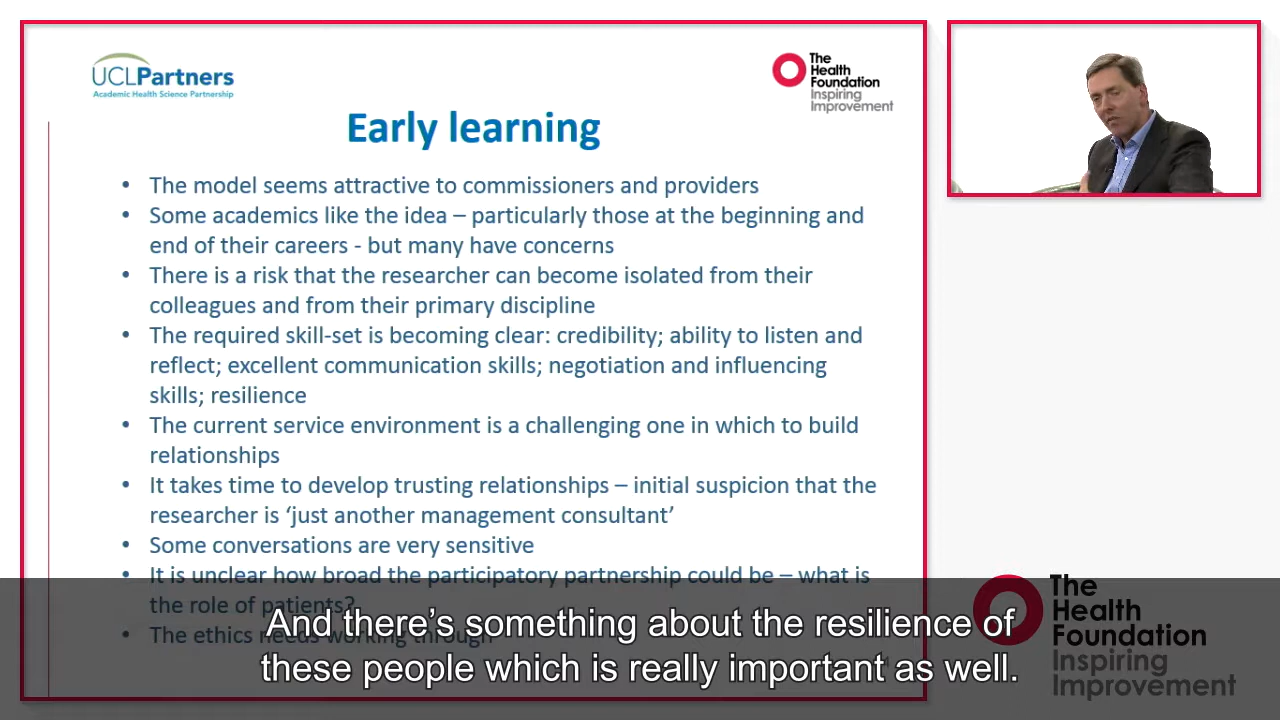 UCLPartners
Academic Health Science Partnership
The
Health
Foundation
Inspiring
Improvement
Early learning
• The model seems attractive to commissioners and providers
• Some academics like the idea – particularly those at the beginning and
end of their careers - but many have concerns
• There is a risk that the researcher can become isolated from their
colleagues and from their primary discipline
• The required skill-set is becoming clear: credibility; ability to listen and
reflect; excellent communication skills; negotiation and influencing
skills; resilience
• The current service environment is a challenging one in which to build
relationships
• It takes time to develop trusting relationships – initial suspicion that the
researcher is ‘just another management consultant’
• Some conversations are very sensitive
• It is unclear how broad the participatory partnership could be – what is
the role of patients?
• The ethics needs working through
And there’s something about the resilience of
these people which is really important as well.
The
Health
Foundation
Inspiring
Improvement